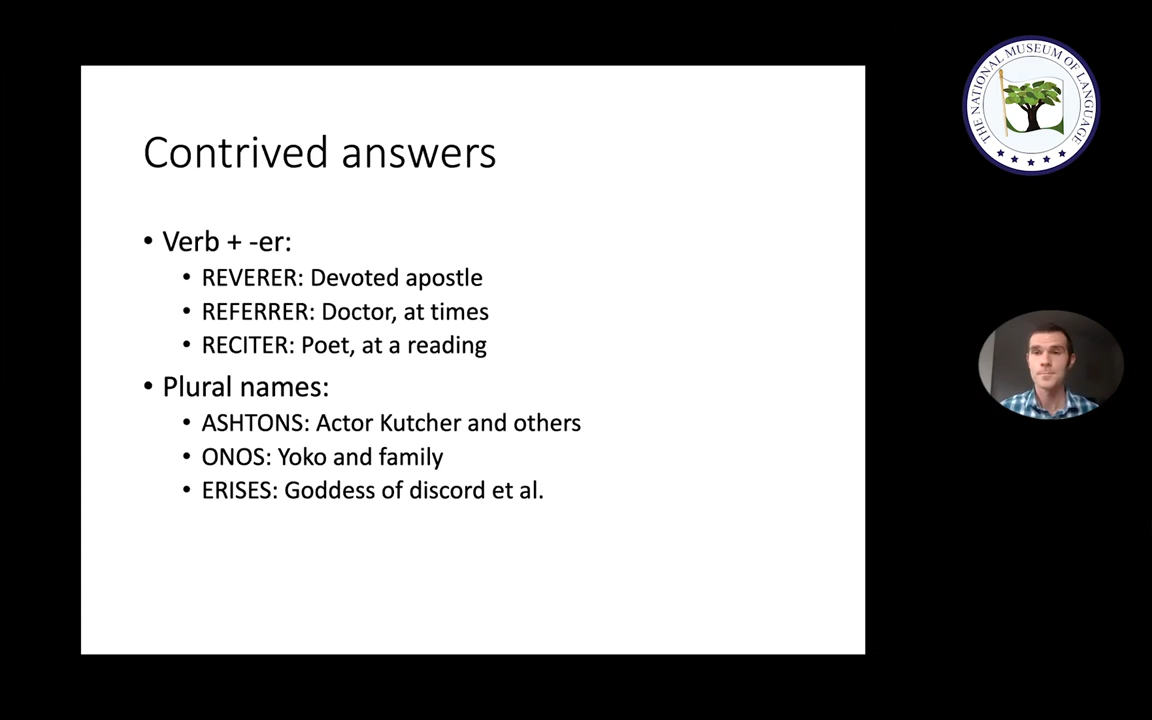 Contrived answers
• Verb + -er:
• REVERER: Devoted apostle
• REFERRER: Doctor, at times
• RECITER: Poet, at a reading
• Plural names:
• ASHTONS: Actor Kutcher and others
• ONOS: Yoko and family
• ERISES: Goddess of discord et al.
THE NATIONAL MUSEUM OF LANGUAGE